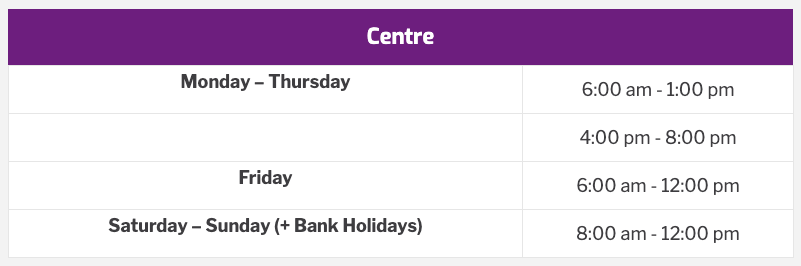 Centre
Monday – Thursday 6:00 am - 1:00 pm
4:00 pm - 8:00 pm
Friday 6:00 am - 12:00 pm
Saturday – Sunday (+ Bank Holidays) 8:00 am - 12:00 pm